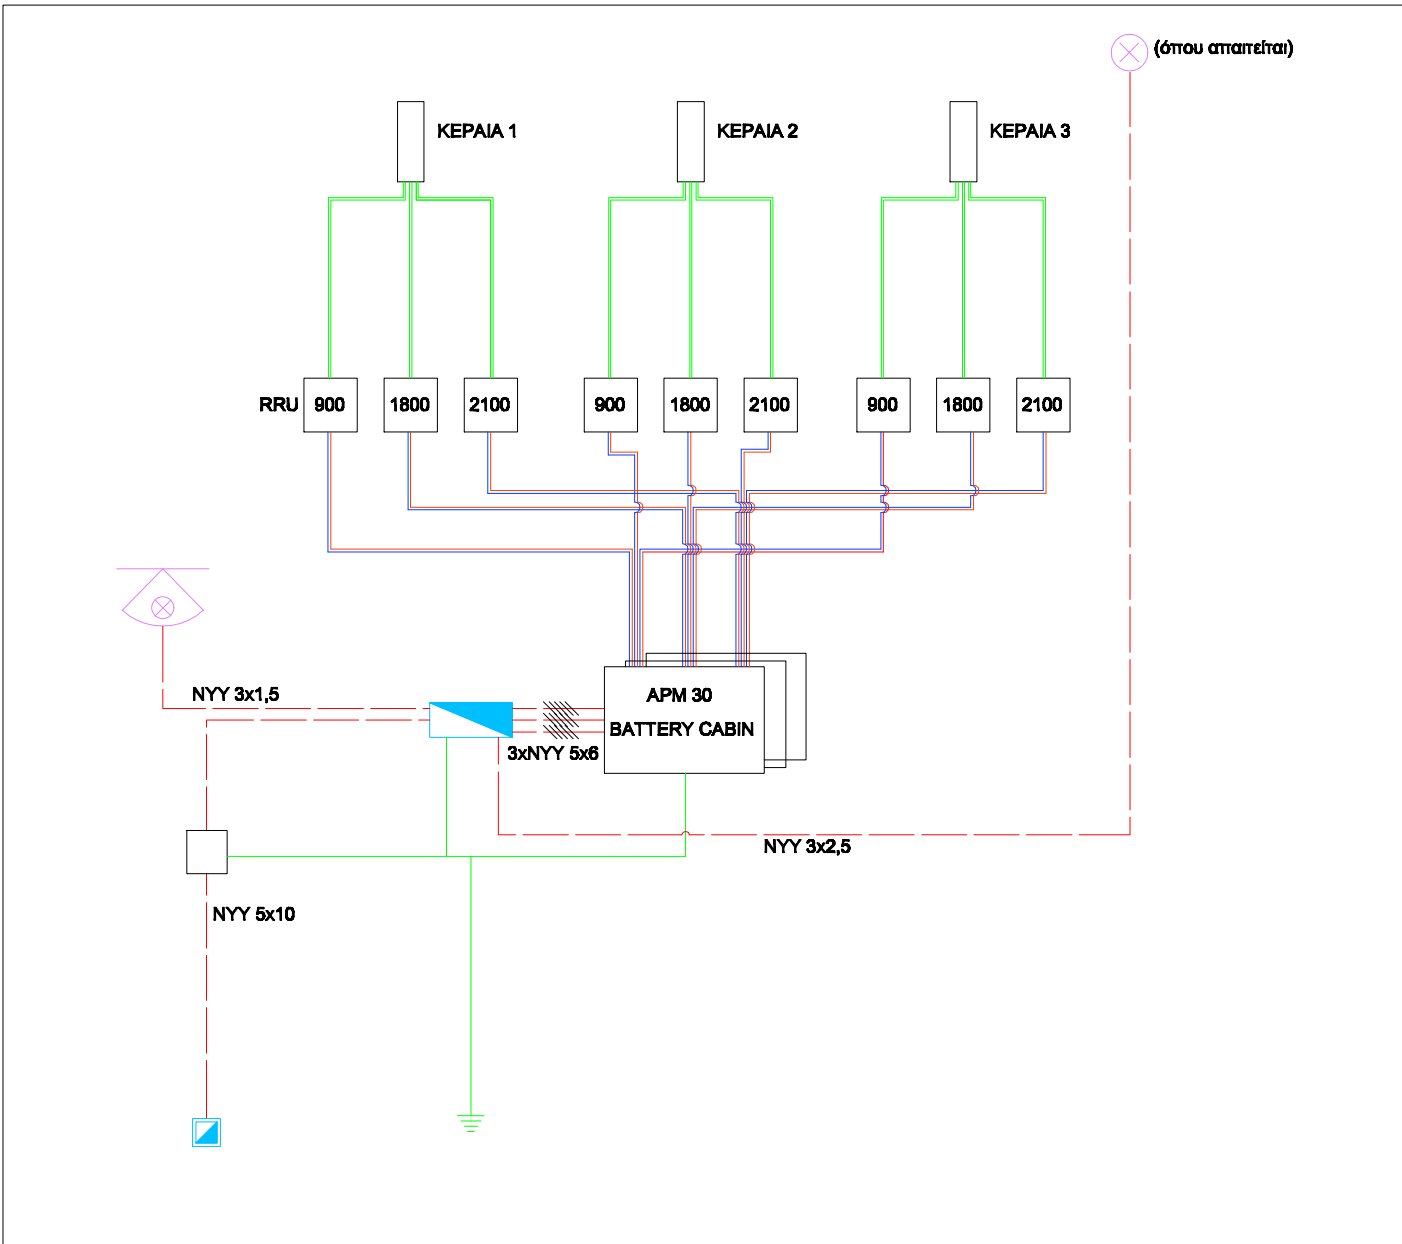 (όπου απαιτείται)
ΚΕΡΑΙΑ 1
ΚΕΡΑΙΑ 2
ΚΕΡΑΙΑ 3
RRU 900 1800 2100 900 1800 2100 900 1800 2100
NYY 3x1,5
APM 30
BATTERY CABIN
3xNYY 5x6
NYY 3x2,5
NYY 5x10